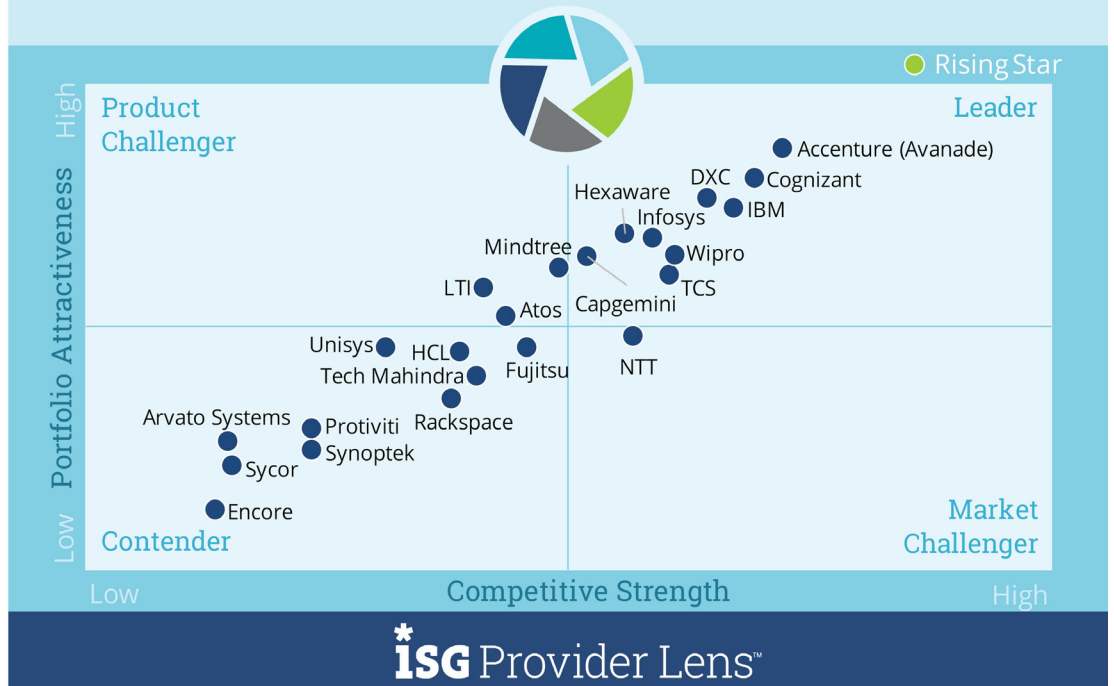 Rising Star
High
Product
Challenger
Leader
Accenture (Avanade)
DXC
Cognizant
Hexaware
IBM
Infosys
Mindtree
Wipro
LTI
TCS
Capgemini
Atos
Portfolio Attractiveness
Unisys
HCL
Fujitsu
NTT
Tech Mahindra
Rackspace
Arvato Systems
Protiviti
Synoptek
Sycor
Encore
Low
Contender
Market
Challenger
Low
Competitive Strength
High
*ISG Provider Lens™